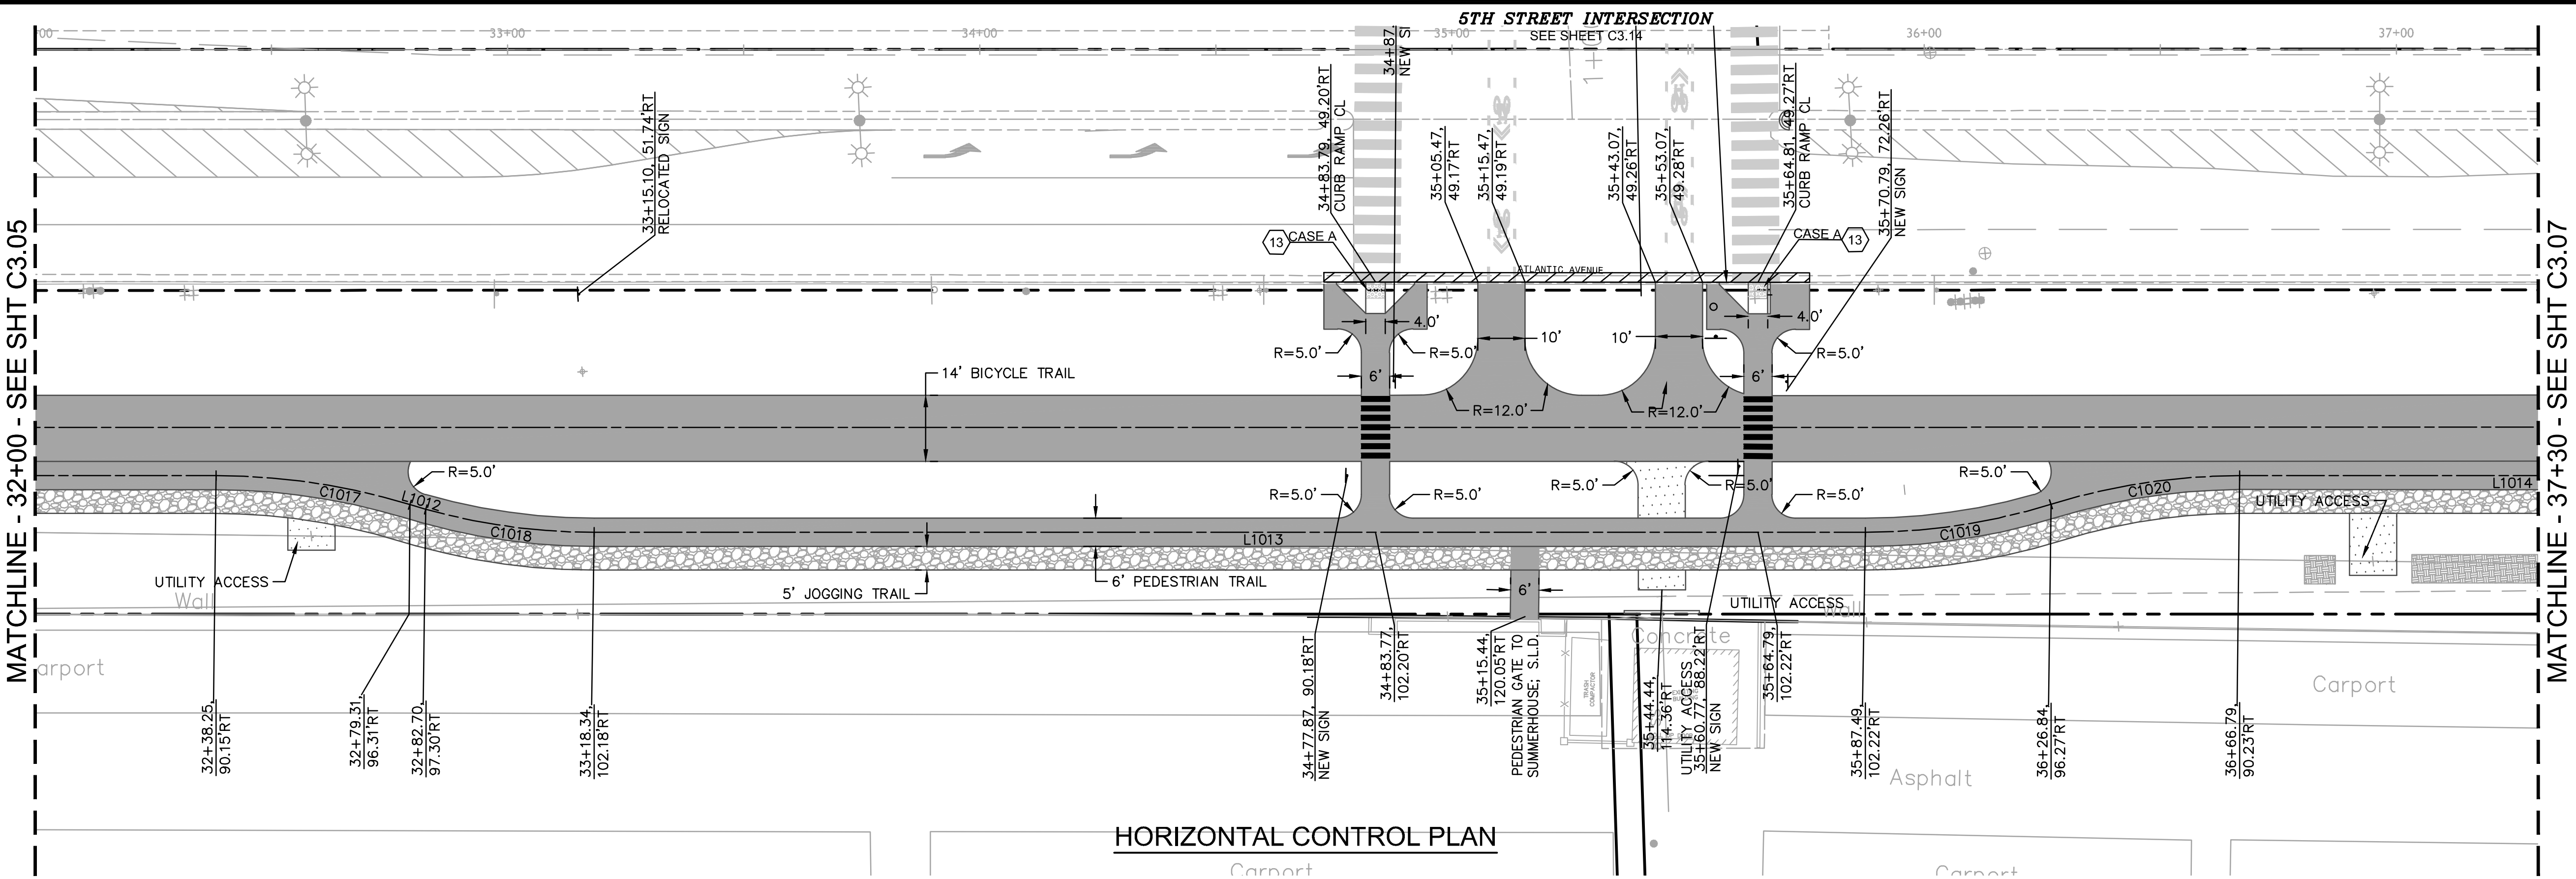 5TH STREET INTERSECTION
SEE SHEET C3.14
00
33+00
34+00
35+00
36+00
37+00
34+87
NEW SI
33+15.10, 51.74'RT
RELOCATED SIGN
34+83.79, 49.20'RT
CURB RAMP CL
35+05.47,
49.17'RT
35+15.47,
49.19'RT
35+43.07,
49.26'RT
35+53.07,
49.28'RT
35+64.81, 49.27'RT
CURB RAMP CL
35+70.79, 72.26'RT
NEW SIGN
13 CASE A
CASE A 13
ATLANTIC AVENUE
4.0'
4.0'
10'
10'
R=5.0'
R=5.0'
R=5.0'
6'
6'
14' BICYCLE TRAIL
R=12.0'
R=12.0'
MATCHLINE - 32+00 - SEE SHT C3.05
MATCHLINE - 37+30 - SEE SHT C3.07
R=5.0'
R=5.0'
R=5.0'
R=5.0'
R=5.0'
R=5.0'
R=5.0'
C1017
L1012
C1018
L1013
C1019
C1020
L1014
UTILITY ACCESS
UTILITY ACCESS
Wall
5' JOGGING TRAIL
6' PEDESTRIAN TRAIL
6'
UTILITY ACCESS
Wall
Concrete
arport
TRASH
COMPACTOR
32+38.25,
90.15'RT
32+79.31,
96.31'RT
32+82.70,
97.30'RT
33+18.34,
102.18'RT
34+77.87, 90.18'RT
NEW SIGN
34+83.77,
102.20'RT
35+15.44,
120.05'RT
PEDESTRIAN GATE TO
SUMMERHOUSE; S.L.D.
35+44.44,
114.36'RT
UTILITY ACCESS
35+60.77, 88.22'RT
NEW SIGN
35+64.79,
102.22'RT
35+87.49,
102.22'RT
36+26.84,
96.27'RT
36+66.79,
90.23'RT
Carport
Asphalt
HORIZONTAL CONTROL PLAN
Carport
Carport